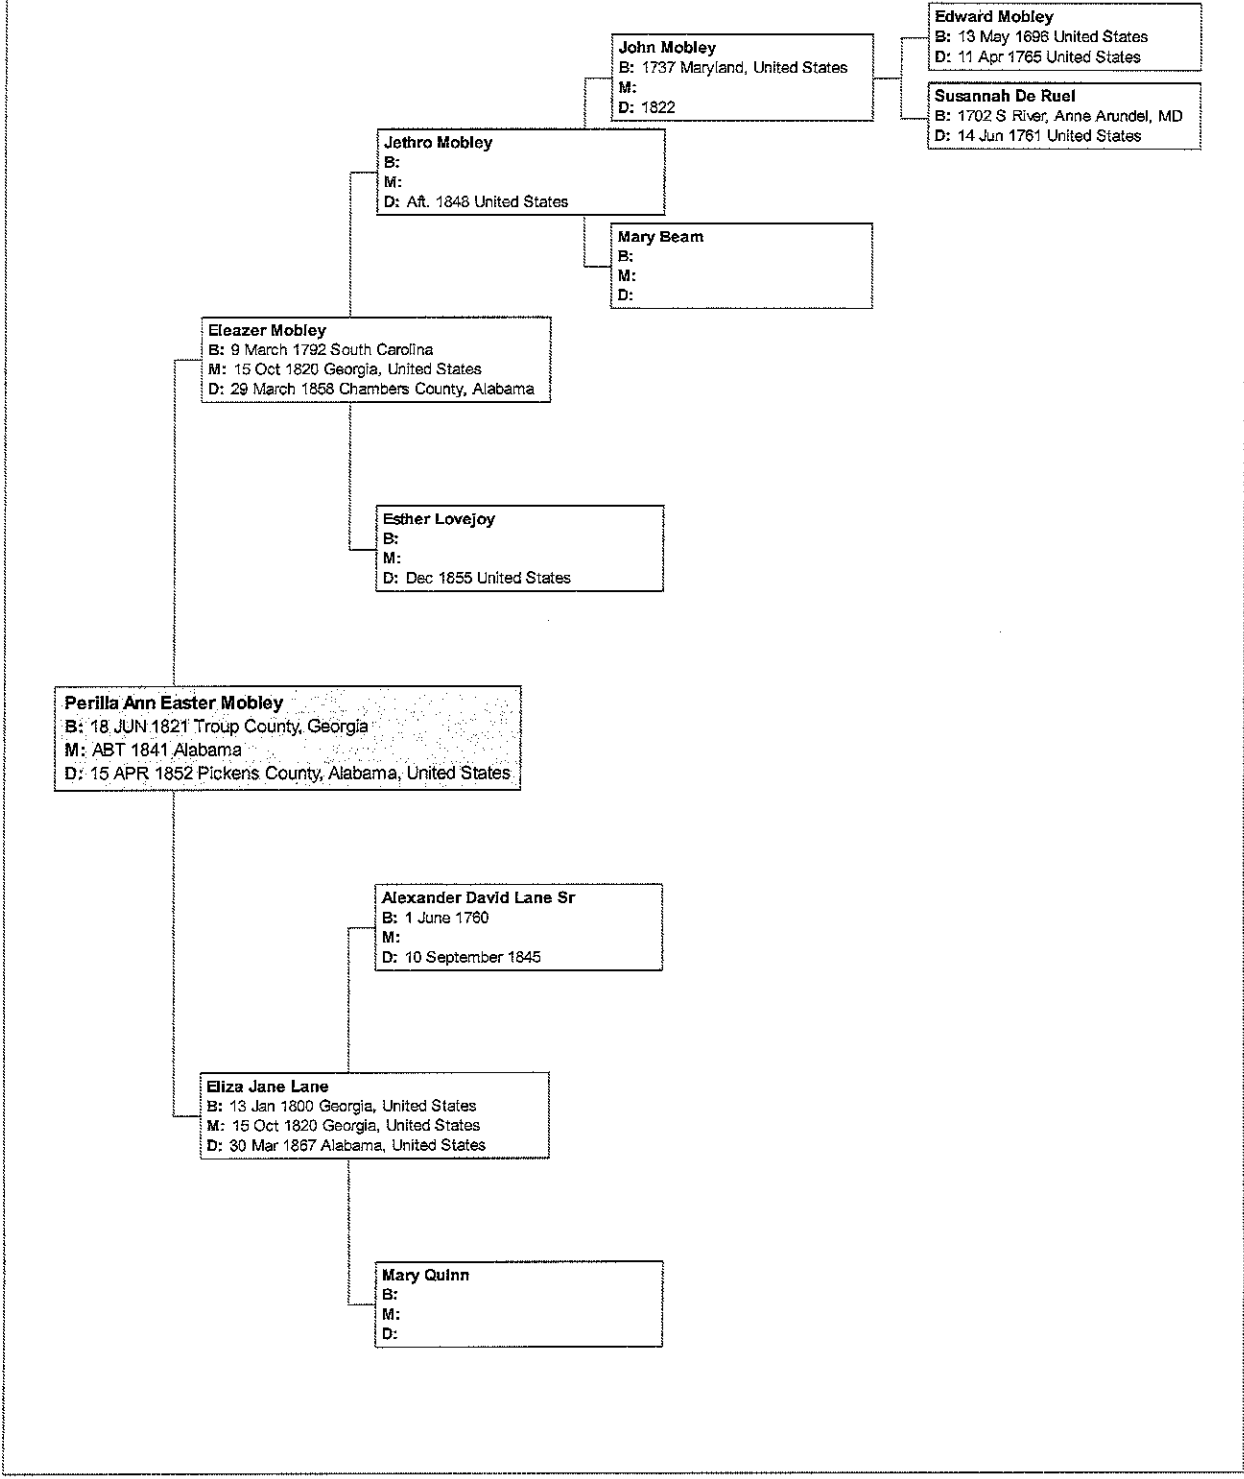 Edward Mobley
B: 13 May 1696 United States
D: 11 Apr 1765 United States
John Mobley
B: 1737 Maryland, United States
M:
D: 1822
Susannah De Ruel
B: 1702 S River, Anne Arundel, MD
D: 14 Jun 1761 United States
Jethro Mobley
B:
M:
D: Aft. 1848 United States
Mary Beam
B:
M:
D:
Eleazer Mobley
B: 9 March 1792 South Carolina
M: 15 Oct 1820 Georgia, United States
D: 29 March 1858 Chambers County, Alabama
Esther Lovejoy
B:
M:
D: Dec 1855 United States
Perilla Ann Easter Mobley
B: 18 JUN 1821 Troup County, Georgia
M: ABT 1841 Alabama
D: 15 APR 1852 Pickens County, Alabama, United States
Alexander David Lane Sr
B: 1 June 1760
M:
D: 10 September 1845
Eliza Jane Lane
B: 13 Jan 1800 Georgia, United States
M: 15 Oct 1820 Georgia, United States
D: 30 Mar 1867 Alabama, United States
Mary Quinn
B:
M:
D: